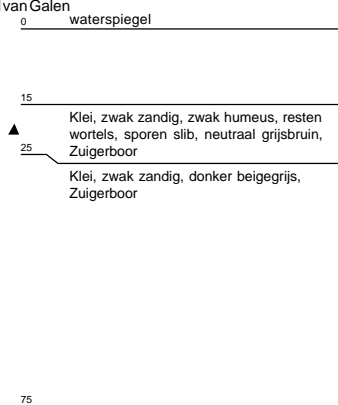 van Galen
0 waterspiegel
15
Klei, zwak zandig, zwak humeus, resten
wortels, sporen slib, neutraal grijsbruin,
Zuigerboor
25
Klei, zwak zandig, donker beigegrijs,
Zuigerboor
75